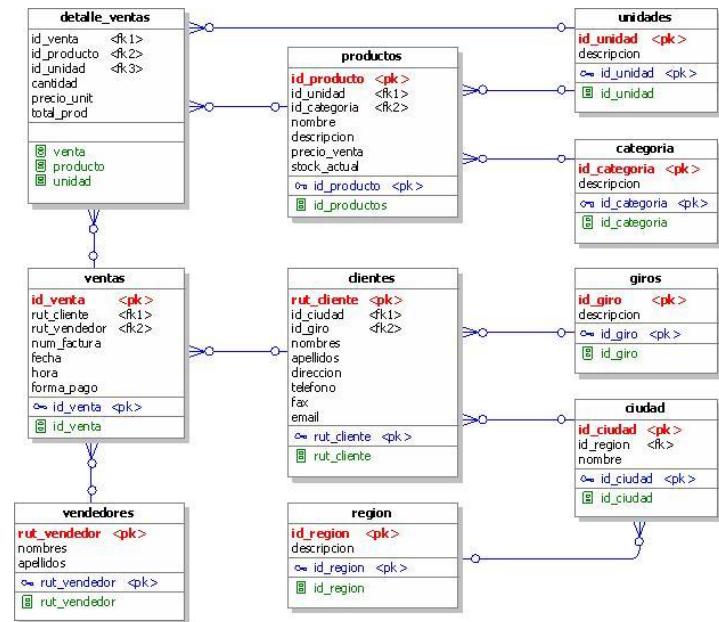 detalle_ventas
id_venta <fk1>
id_producto <fk2>
id_unidad <fk3>
cantidad
precio_unit
total_prod
venta
producto
unidad
productos
id_producto <pk>
id_unidad <fk1>
id_categoria <fk2>
nombre
descripcion
precio_venta
stock_actual
id_producto <pk>
id_productos
unidades
id_unidad <pk>
descripcion
id_unidad <pk>
id_unidad
categoria
id_categoria <pk>
descripcion
id_categoria <pk>
id_categoria
ventas
id_venta <pk>
rut_cliente <fk1>
rut_vendedor <fk2>
num_factura
fecha
hora
forma_pago
id_venta <pk>
id_venta
clientes
rut_cliente <pk>
id_ciudad <fk1>
id_giro <fk2>
nombres
apellidos
direccion
telefono
fax
email
rut_cliente <pk>
rut_cliente
giros
id_giro <pk>
descripcion
id_giro <pk>
id_giro
ciudad
id_ciudad <pk>
id_region <fk>
nombre
id_ciudad <pk>
id_ciudad
vendedores
rut_vendedor <pk>
nombres
apellidos
rut_vendedor <pk>
rut_vendedor
region
id_region <pk>
descripcion
id_region <pk>
id_region